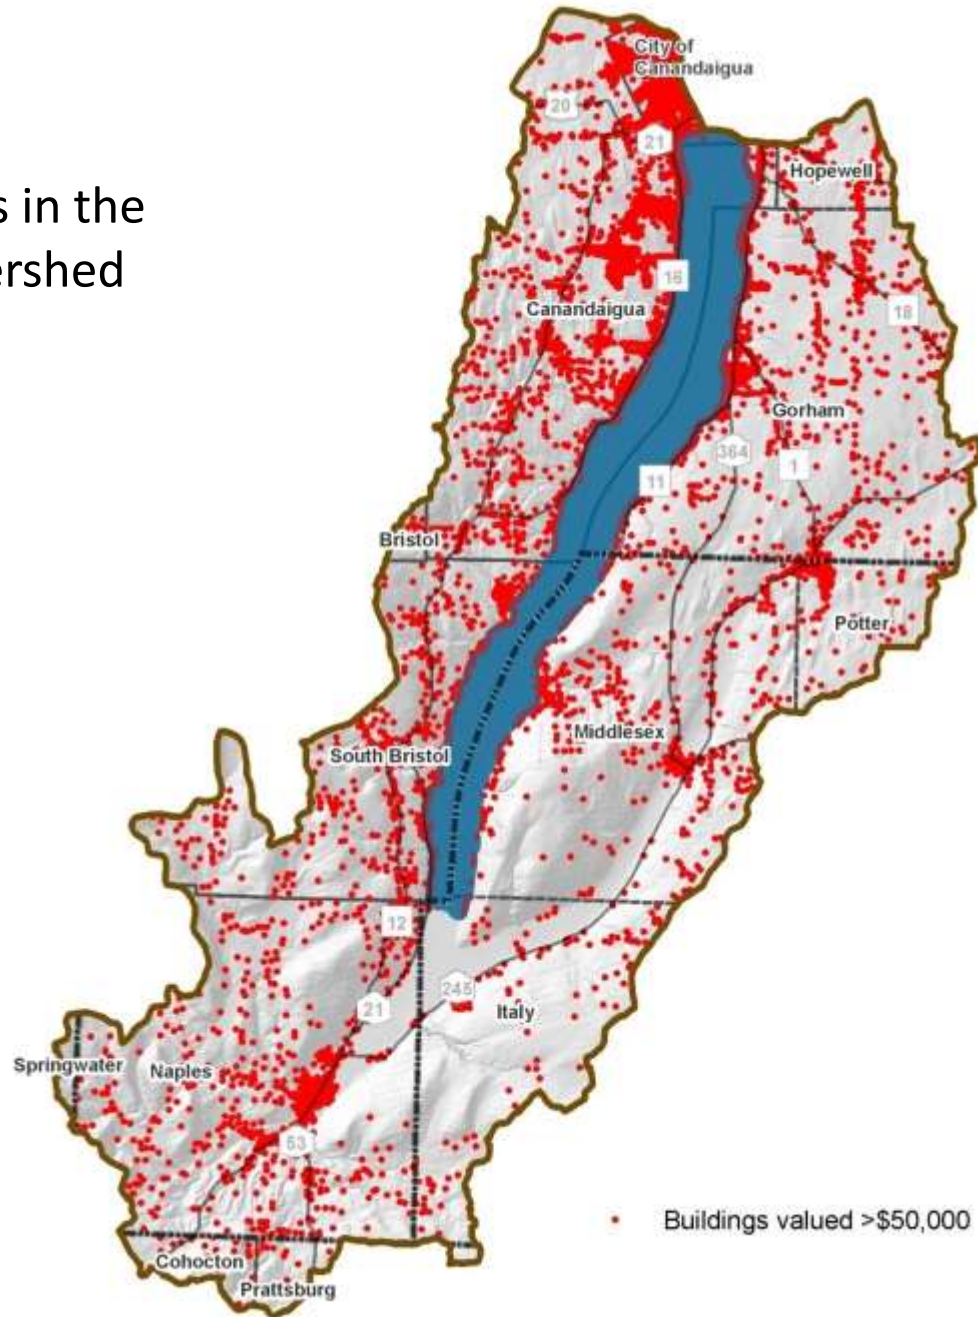 s in the
ershed
City of
Canandaigua
20
21
Hopewell
16
Canandaigua
18
Gorham
364
1
11
Bristol
Potter
Middlesex
South Bristol
12
245
21
Italy
Springwater
Naples
53
Buildings valued >$50,000
Cohocton
Prattsburg